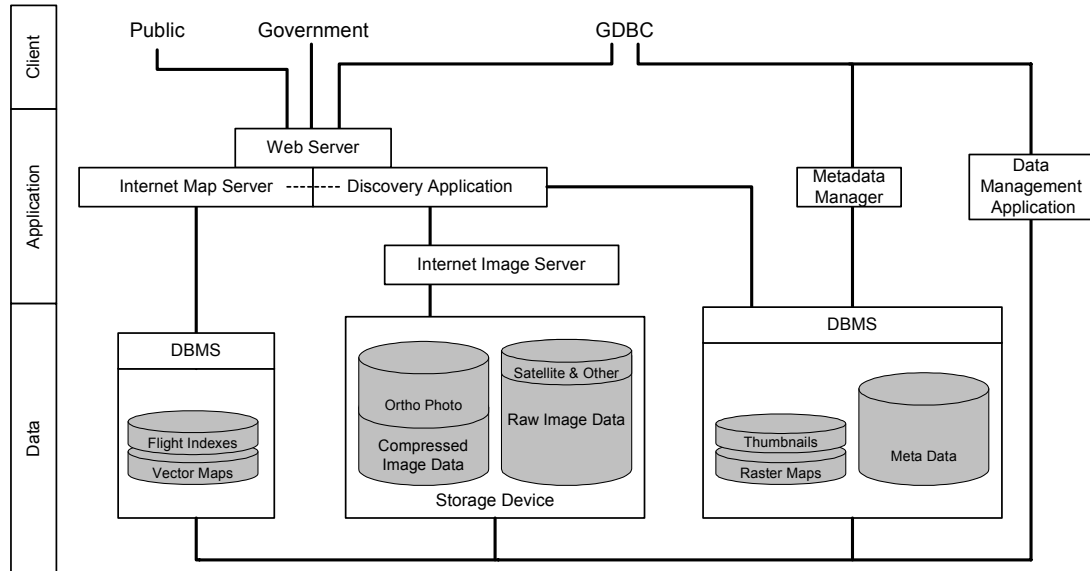 Client
Public
Government
GDBC
Application
Web Server
Internet Map Server
Discovery Application
Metadata
Manager
Data
Management
Application
Internet Image Server
Data
DBMS
Flight Indexes
Vector Maps
Ortho Photo
Compressed
Image Data
Satellite & Other
Raw Image Data
Storage Device
DBMS
Thumbnails
Raster Maps
Meta Data